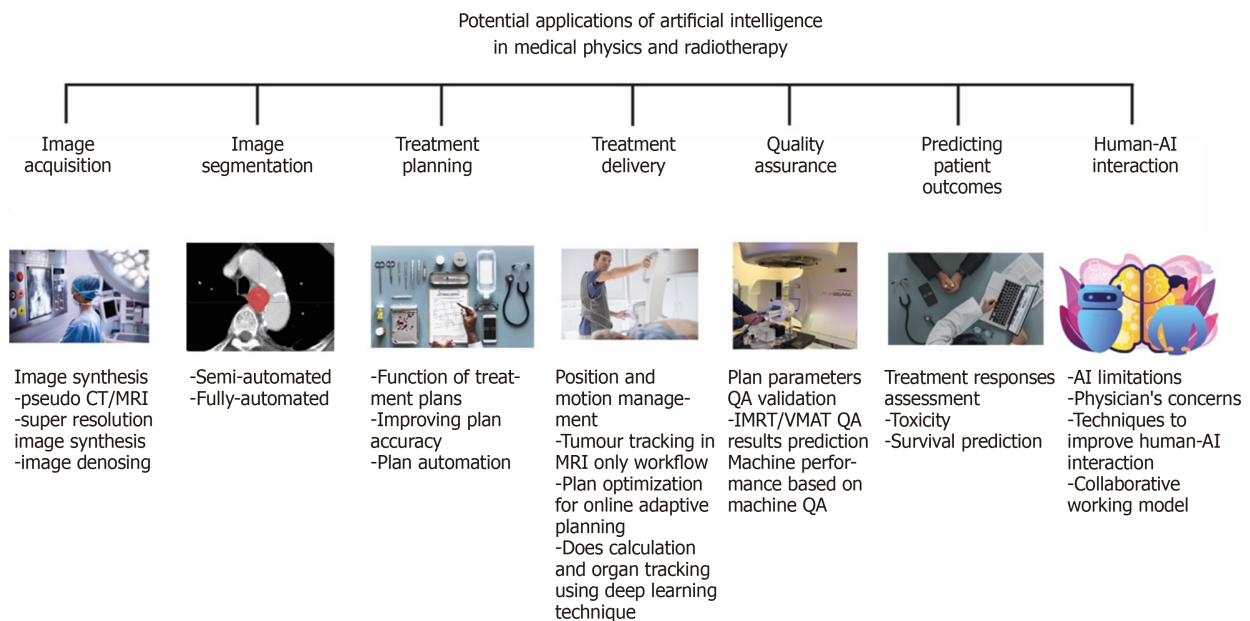 Potential applications of artificial intelligence
in medical physics and radiotherapy
Image
acquisition
Image
segmentation
Treatment
planning
Treatment
delivery
Quality
assurance
Predicting
patient
outcomes
Human-AI
interaction
Image synthesis
-pseudo CT/MRI
-super resolution
image synthesis
-image denosing
-Semi-automated
-Fully-automated
-Function of treat-
ment plans
-Improving plan
accuracy
-Plan automation
Position and
motion manage-
ment
-Tumour tracking in
MRI only workflow
-Plan optimization
for online adaptive
planning
-Does calculation
and organ tracking
using deep learning
technique
Plan parameters
QA validation
-IMRT/VMAT QA
results prediction
Machine perfor-
mance based on
machine QA
Treatment responses
assessment
-Toxicity
-Survival prediction
-AI limitations
-Physician's concerns
-Techniques to
improve human-AI
interaction
-Collaborative
working model